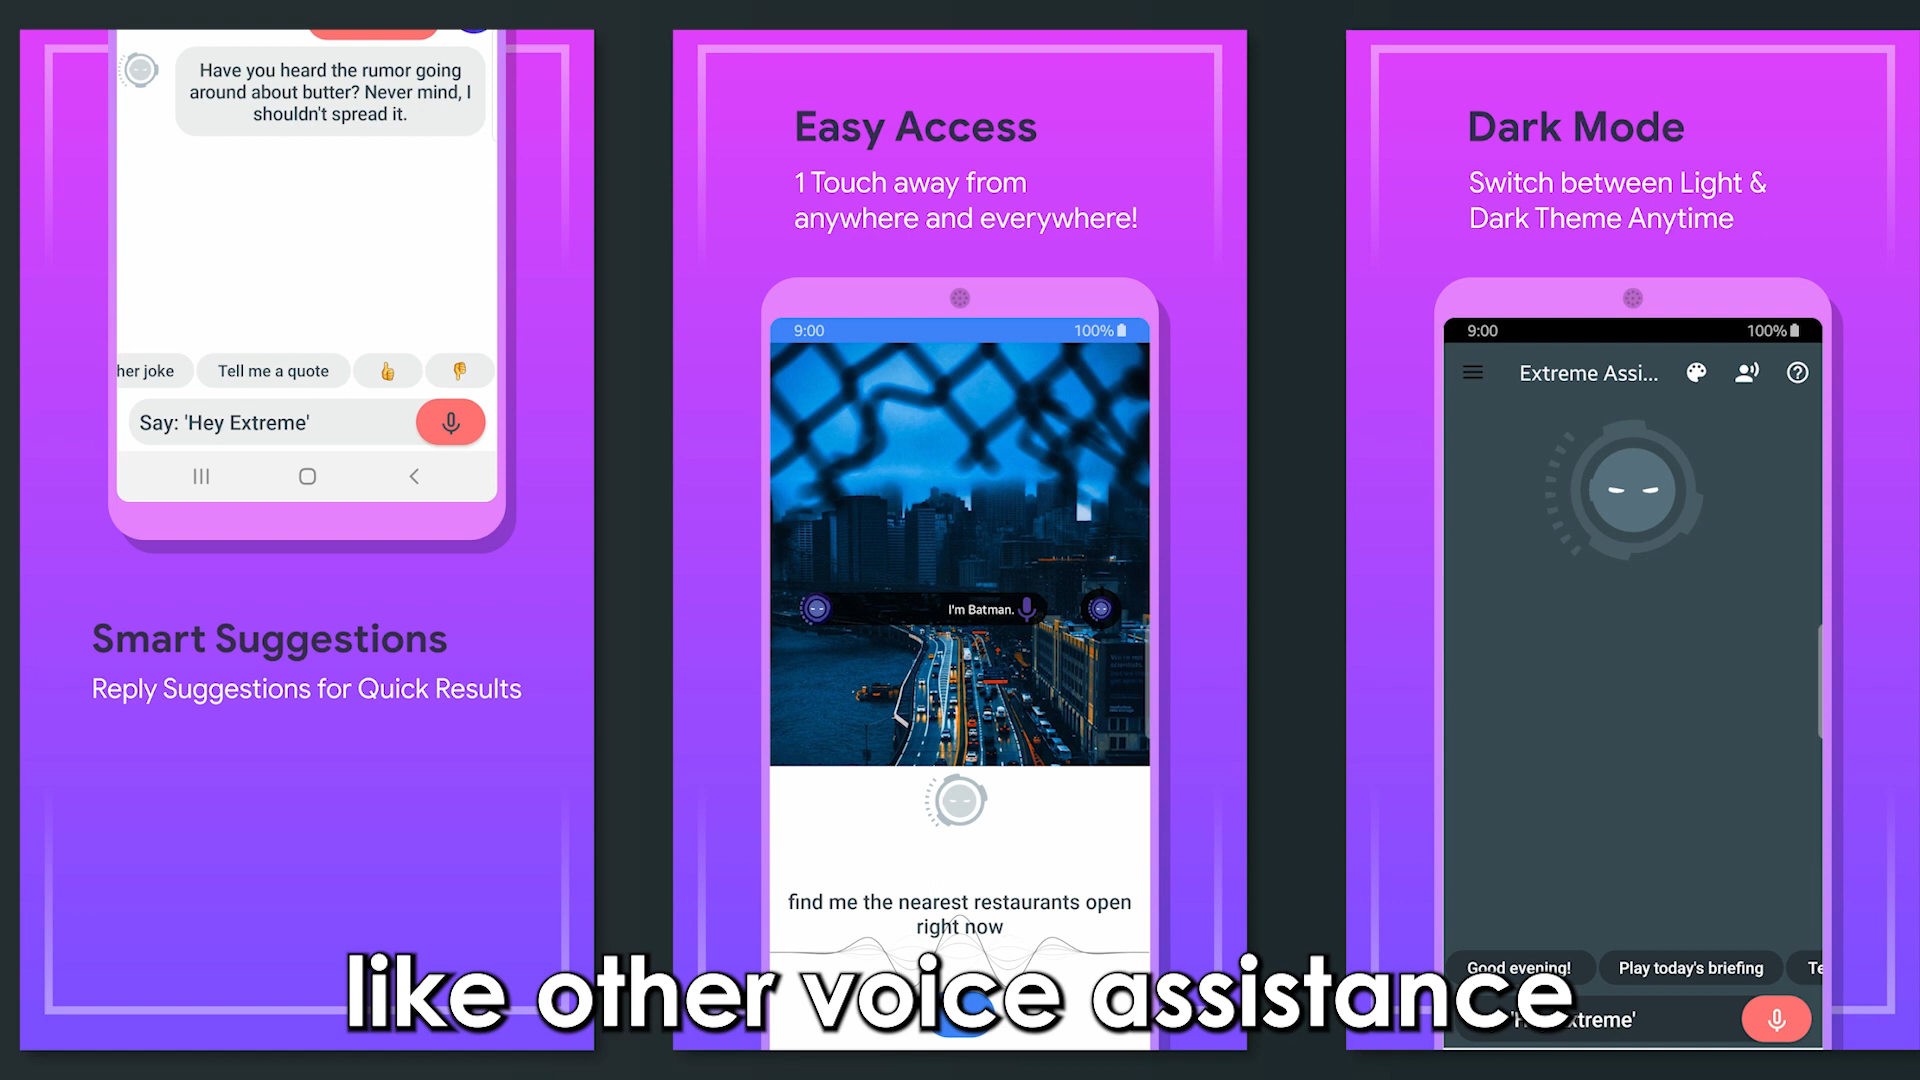 Have you heard the rumor going
around about butter? Never mind, I
shouldn't spread it.
her joke
Tell me a quote
Say: 'Hey Extreme'
Smart Suggestions
Reply Suggestions for Quick Results
Easy Access
1 Touch away from
anywhere and everywhere!
9:00
100%
I'm Batman.
find me the nearest restaurants open
right now
Dark Mode
Switch between Light &
Dark Theme Anytime
9:00
100%
Extreme Assi...
Good evening!
Play today's briefing
Te
xtreme'
like other voice assistance